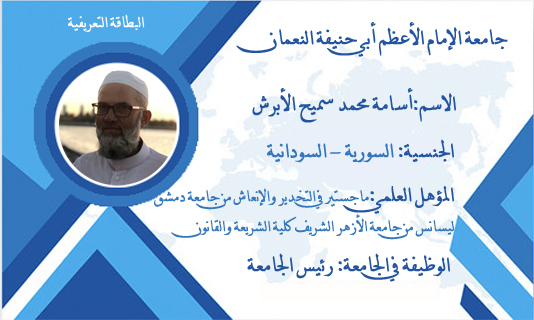 البطاقة التعريفية
جامعة الإمام الأعظم أبي حنيفة النعمان
الاسم:أسامة محمد سميح الأبرش
الجنسية: السورية – السودانية
المؤهل العلمي:ماجستير في التخدير والإنعاش من جامعة دمشق
ليسانس من جامعة الأزهر الشريف كلية الشريعة والقانون
الوظيفة في الجامعة: رئيس الجامعة